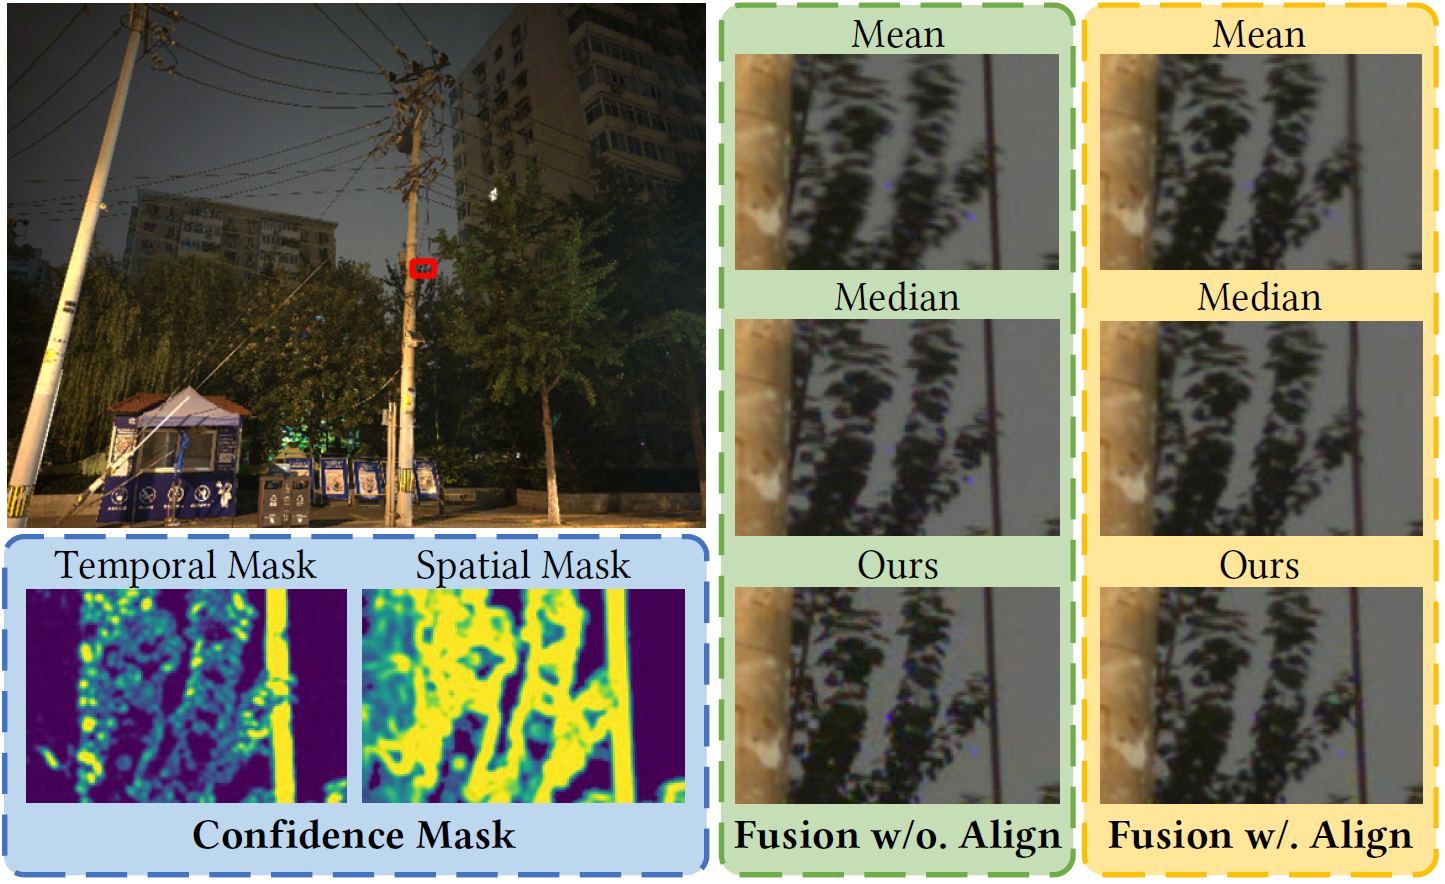 Temporal Mask
Spatial Mask
Confidence Mask
Mean
Median
Ours
Fusion w/o. Align
Mean
Median
Ours
Fusion w/. Align